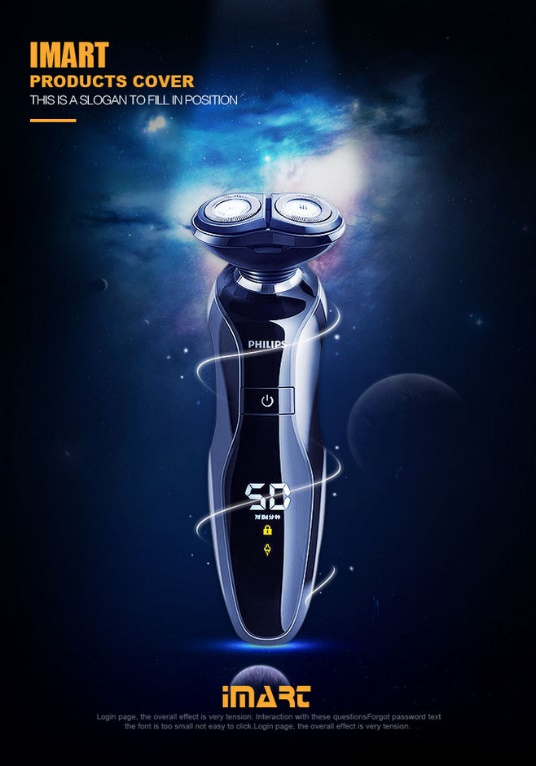 IMART
PRODUCTS COVER
THIS IS A SLOGAN TO FILL IN POSITION
PHILIPS
50
iMART
Login page, the overall effect is very tension. Interaction with these questionsForgot password text
the font is too small not easy to click.Login page, the overall effect is very tension.